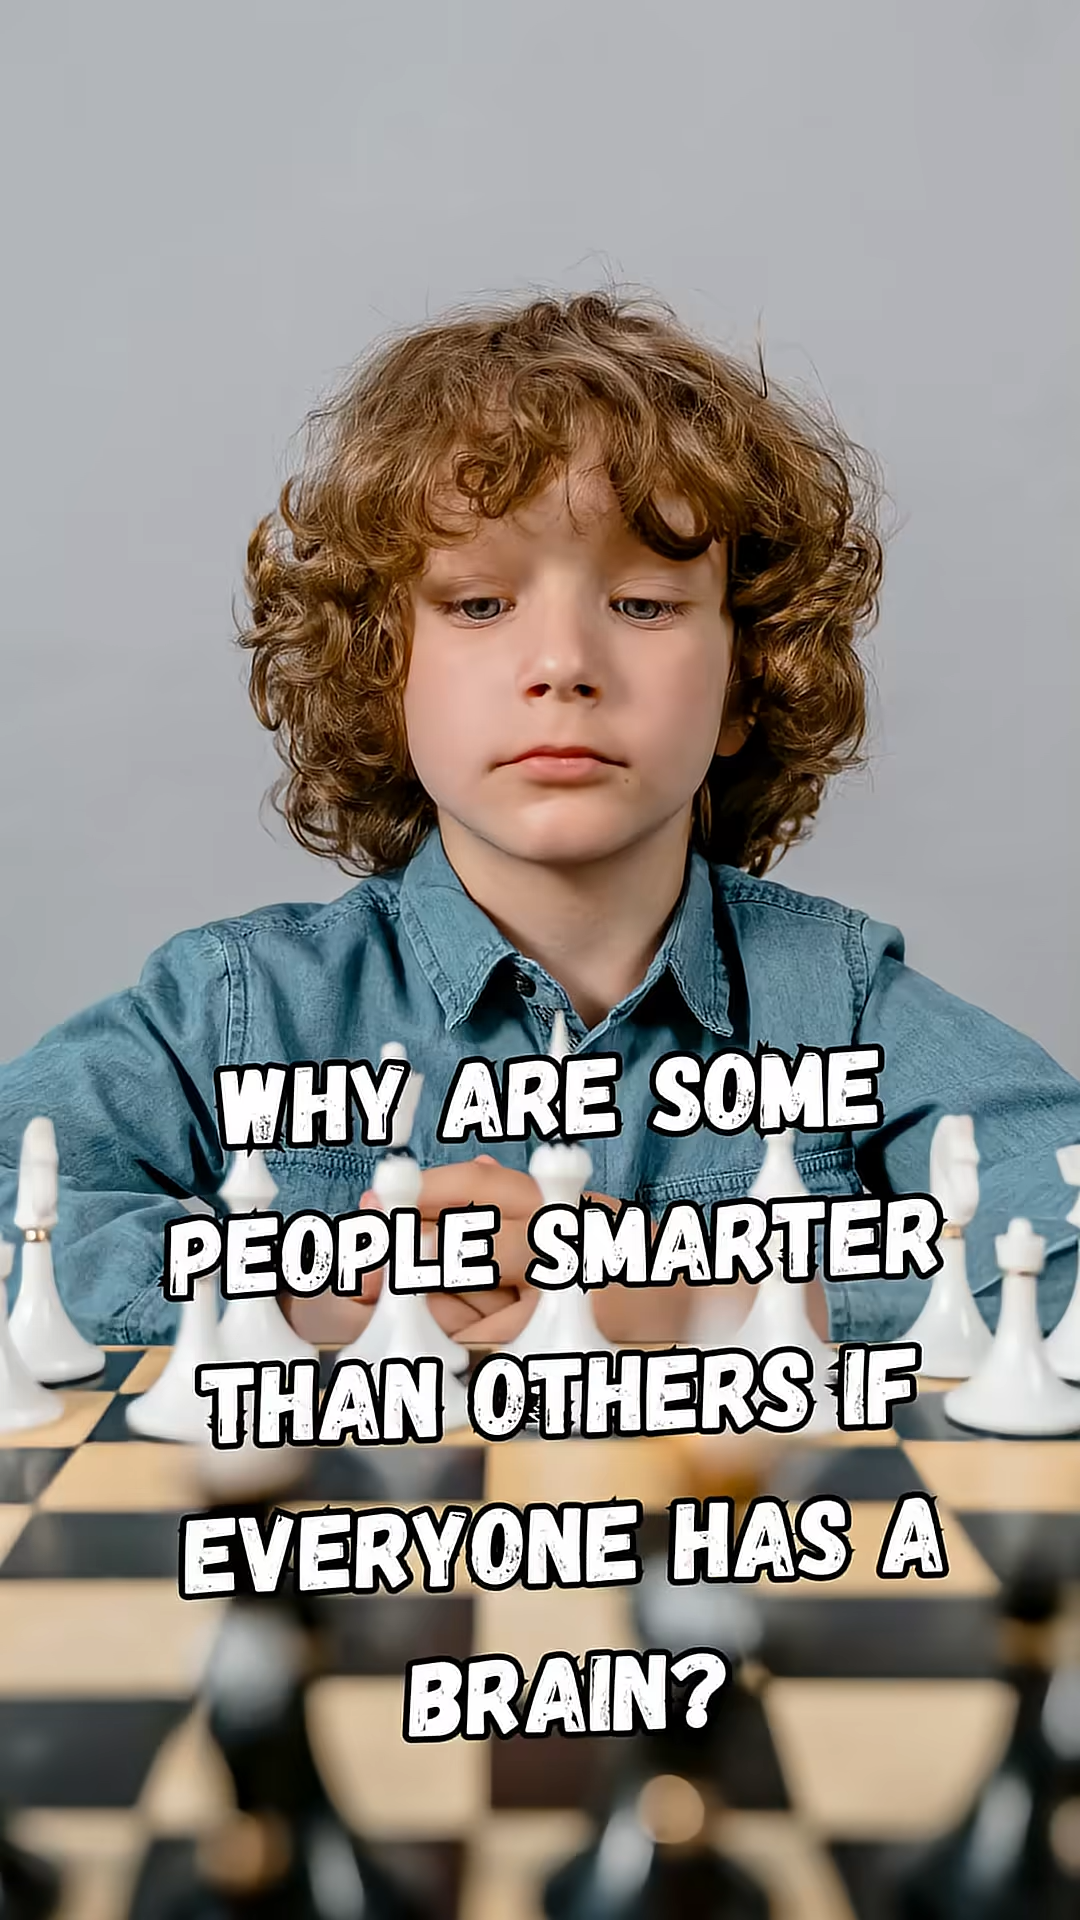 WHY ARE SOME
PEOPLE SMARTER
THAN OTHERS IF
EVERYONE HAS A
BRAIN?